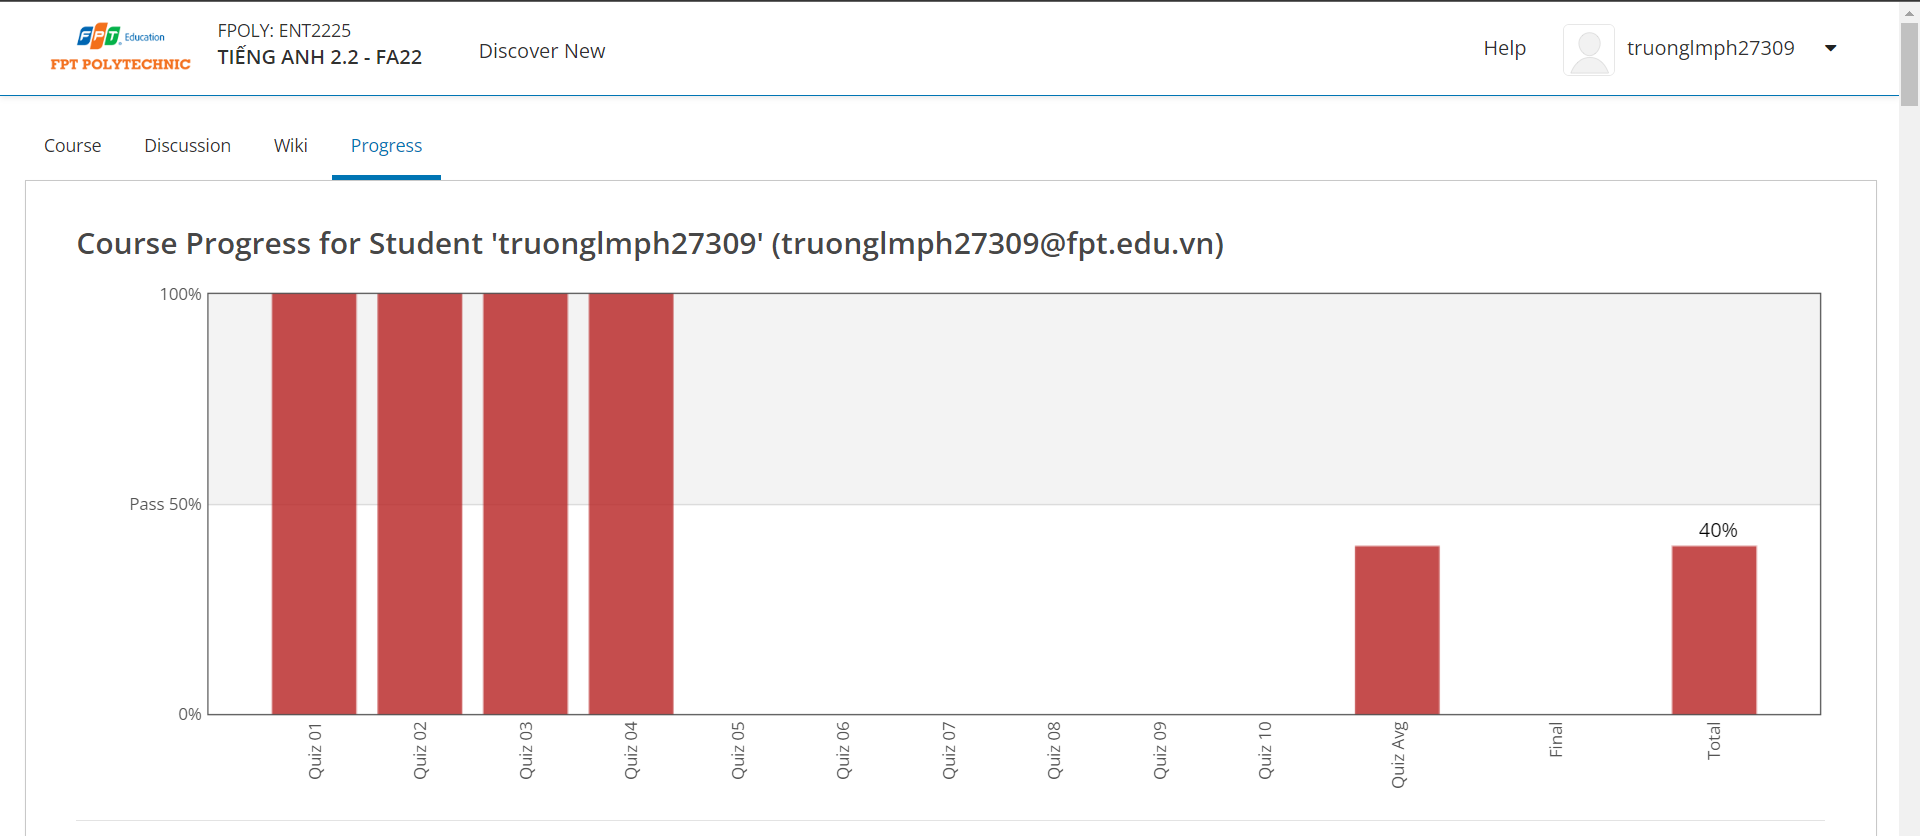 FPT Education
FPT POLYTECHNIC
FPOLY: ENT2225
TIẾNG ANH 2.2 - FA22
Discover New
Help
truonglmph27309
Course
Discussion
Wiki
Progress
Course Progress for Student 'truonglmph27309' (truonglmph27309@fpt.edu.vn)
100%
Pass 50%
0%
40%
Quiz 01
Quiz 02
Quiz 03
Quiz 04
Quiz 05
Quiz 06
Quiz 07
Quiz 08
Quiz 09
Quiz 10
Quiz Avg
Final
Total